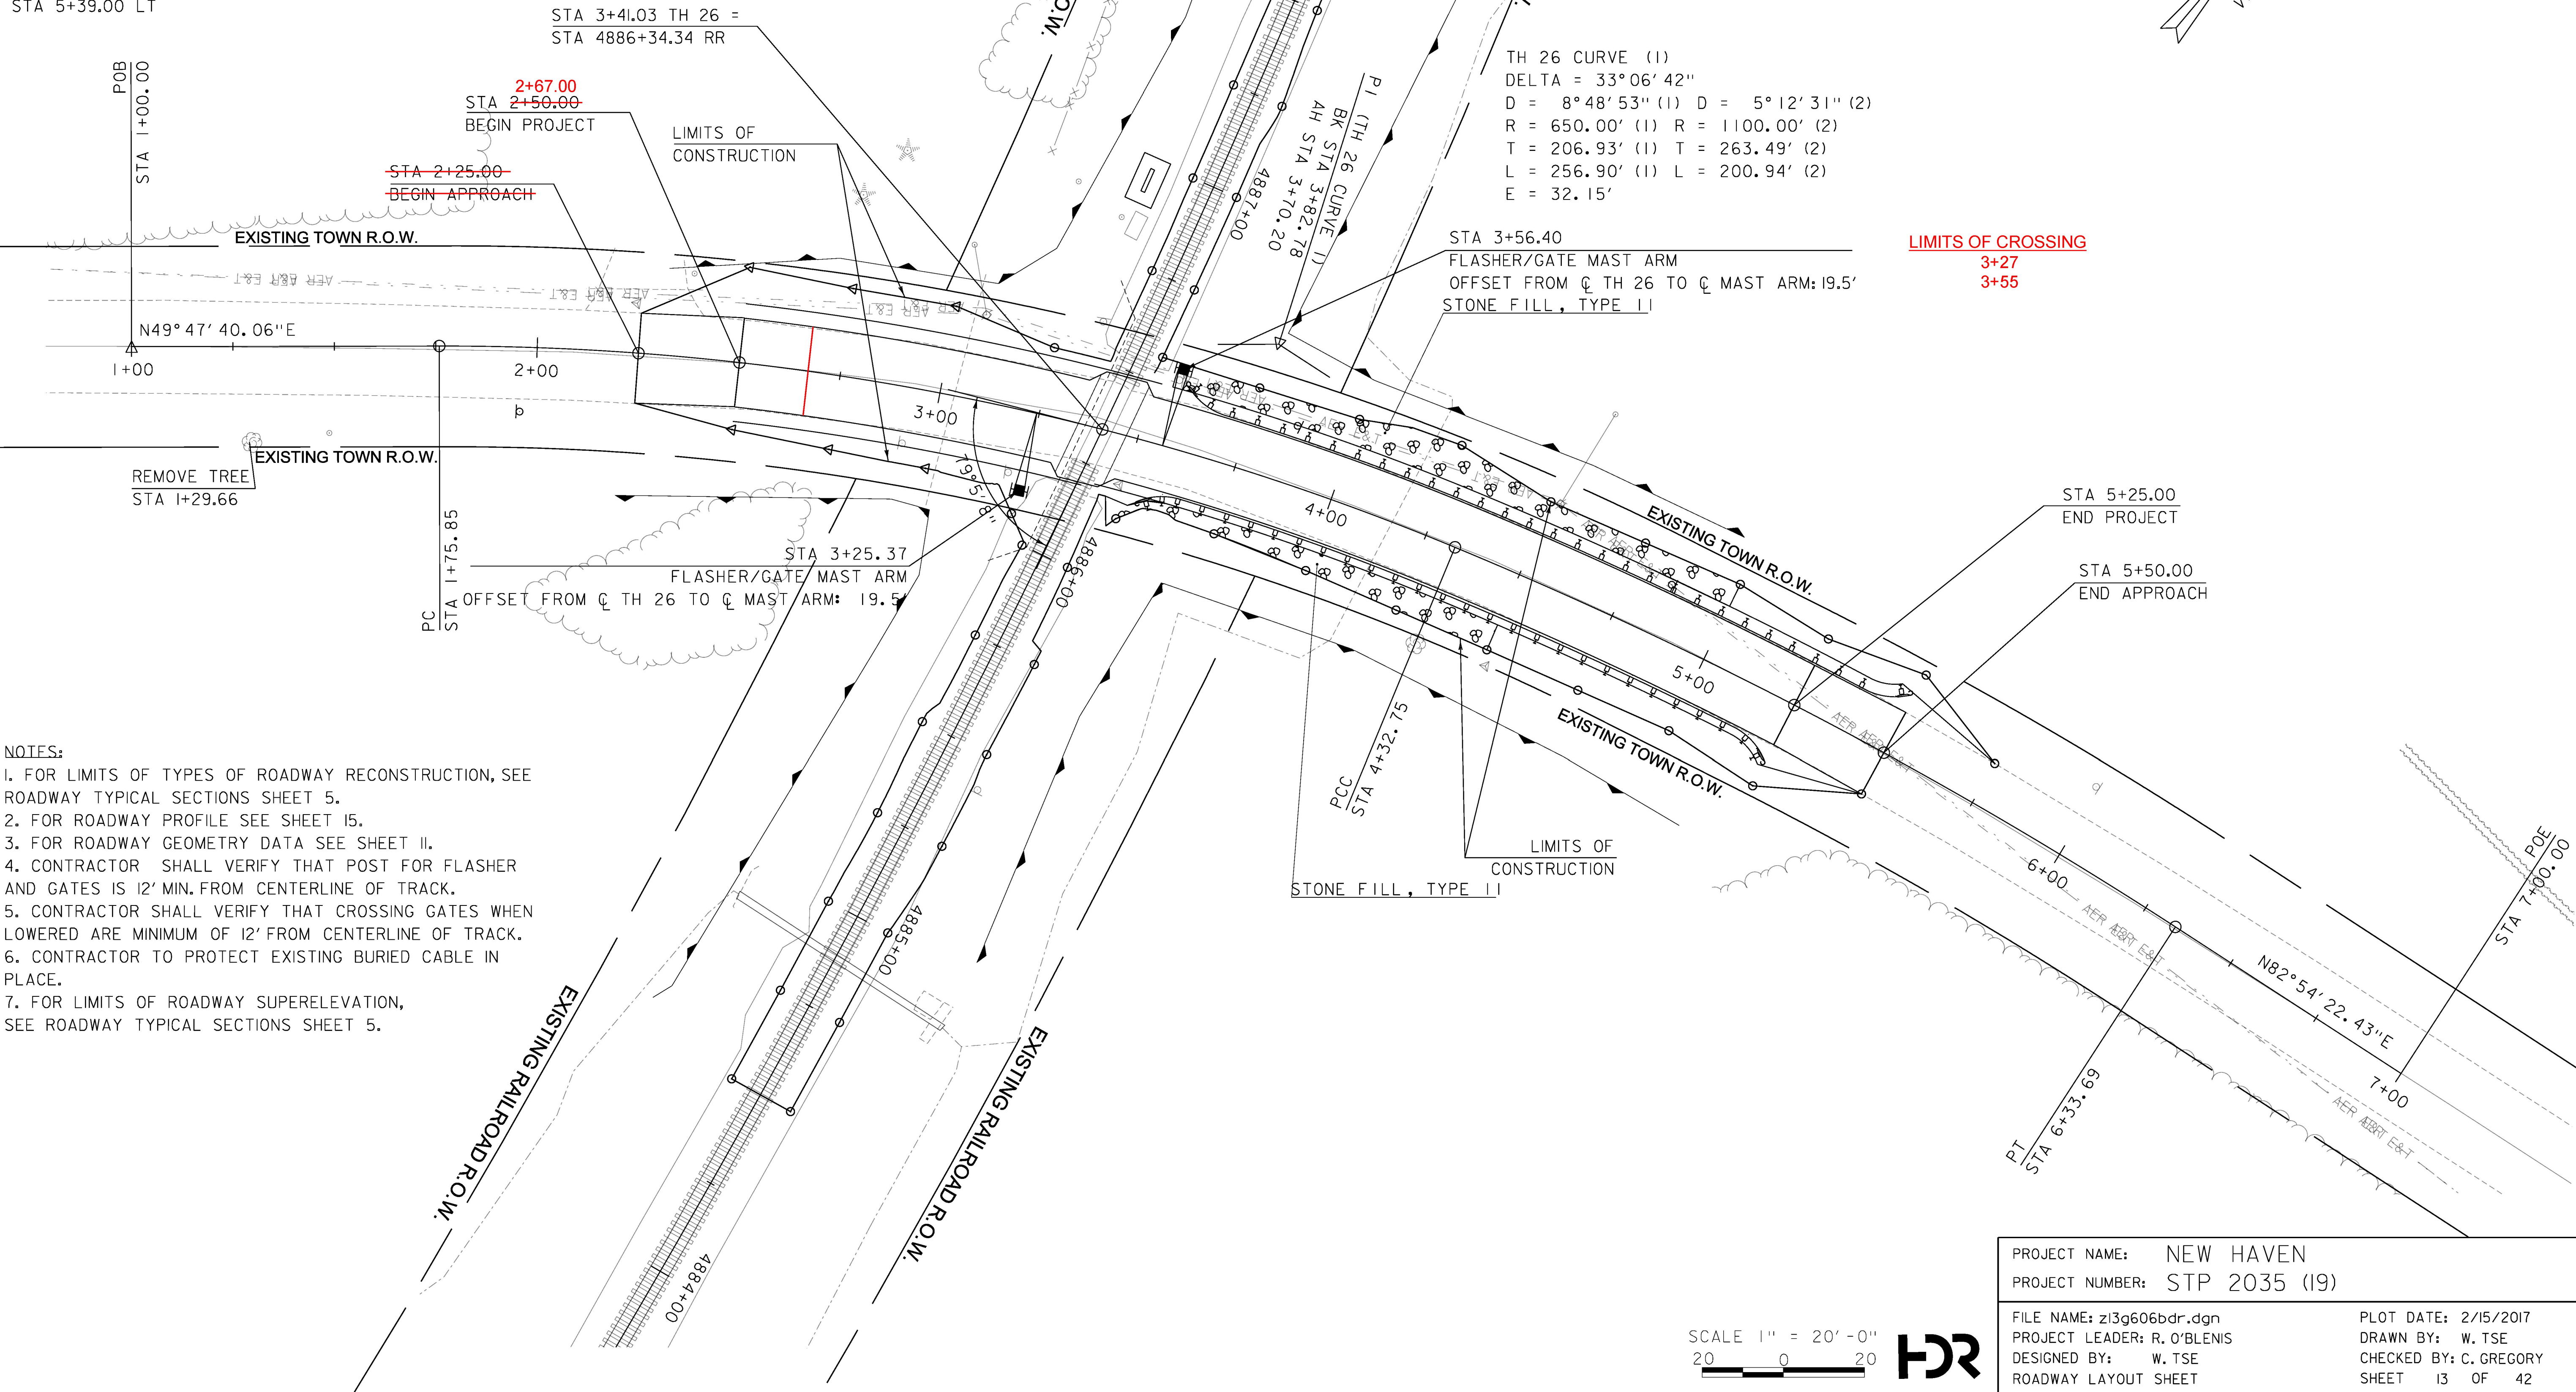 STA 5+39.00 LT
STA 3+41.03 TH 26 =
STA 4886+34.34 RR
O.W.
POB
STA 1+00.00
2+67.00
STA 2+50.00
BEGIN PROJECT
LIMITS OF
CONSTRUCTION
STA 2+25.00
BEGIN APPROACH
TH 26 CURVE (1)
DELTA = 33°06'42"
D = 8°48'53" (1) D = 5°12'31" (2)
R = 650.00' (1) R = 1100.00' (2)
T = 206.93' (1) T = 263.49' (2)
L = 256.90' (1) L = 200.94' (2)
E = 32.15'
PI (TH 26 CURVE 1)
BK STA 3+82.78
AH STA 3+70.20
4887+00
STA 3+56.40
FLASHER/GATE MAST ARM
OFFSET FROM ℄ TH 26 TO ℄ MAST ARM: 19.5'
STONE FILL, TYPE II
LIMITS OF CROSSING
3+27
3+55
EXISTING TOWN R.O.W.
AER E&T AER E&T
AER E&T AER E&T
AER E&T AER E&T
N49°47'40.06"E
1+00
2+00
3+00
4+00
5+00
6+00
7+00
EXISTING TOWN R.O.W.
REMOVE TREE
STA 1+29.66
PC
STA 1+75.85
79°5'8"
STA 3+25.37
FLASHER/GATE MAST ARM
OFFSET FROM ℄ TH 26 TO ℄ MAST ARM: 19.5'
4886+00
EXISTING TOWN R.O.W.
STA 5+25.00
END PROJECT
STA 5+50.00
END APPROACH
EXISTING TOWN R.O.W.
PCC
STA 4+32.75
LIMITS OF
CONSTRUCTION
STONE FILL, TYPE II
NOTES:
1. FOR LIMITS OF TYPES OF ROADWAY RECONSTRUCTION, SEE
ROADWAY TYPICAL SECTIONS SHEET 5.
2. FOR ROADWAY PROFILE SEE SHEET 15.
3. FOR ROADWAY GEOMETRY DATA SEE SHEET 11.
4. CONTRACTOR SHALL VERIFY THAT POST FOR FLASHER
AND GATES IS 12' MIN. FROM CENTERLINE OF TRACK.
5. CONTRACTOR SHALL VERIFY THAT CROSSING GATES WHEN
LOWERED ARE MINIMUM OF 12' FROM CENTERLINE OF TRACK.
6. CONTRACTOR TO PROTECT EXISTING BURIED CABLE IN
PLACE.
7. FOR LIMITS OF ROADWAY SUPERELEVATION,
SEE ROADWAY TYPICAL SECTIONS SHEET 5.
4885+00
4884+00
EXISTING RAILROAD R.O.W.
EXISTING RAILROAD R.O.W.
POE
STA 7+00.00
N82°54'22.43"E
PT
STA 6+33.69
SCALE 1" = 20'-0"
20 0 20
HDR
PROJECT NAME: NEW HAVEN
PROJECT NUMBER: STP 2035 (19)
FILE NAME: z13g606bdr.dgn
PLOT DATE: 2/15/2017
PROJECT LEADER: R. O'BLENIS
DRAWN BY: W. TSE
DESIGNED BY: W. TSE
CHECKED BY: C. GREGORY
ROADWAY LAYOUT SHEET
SHEET 13 OF 42